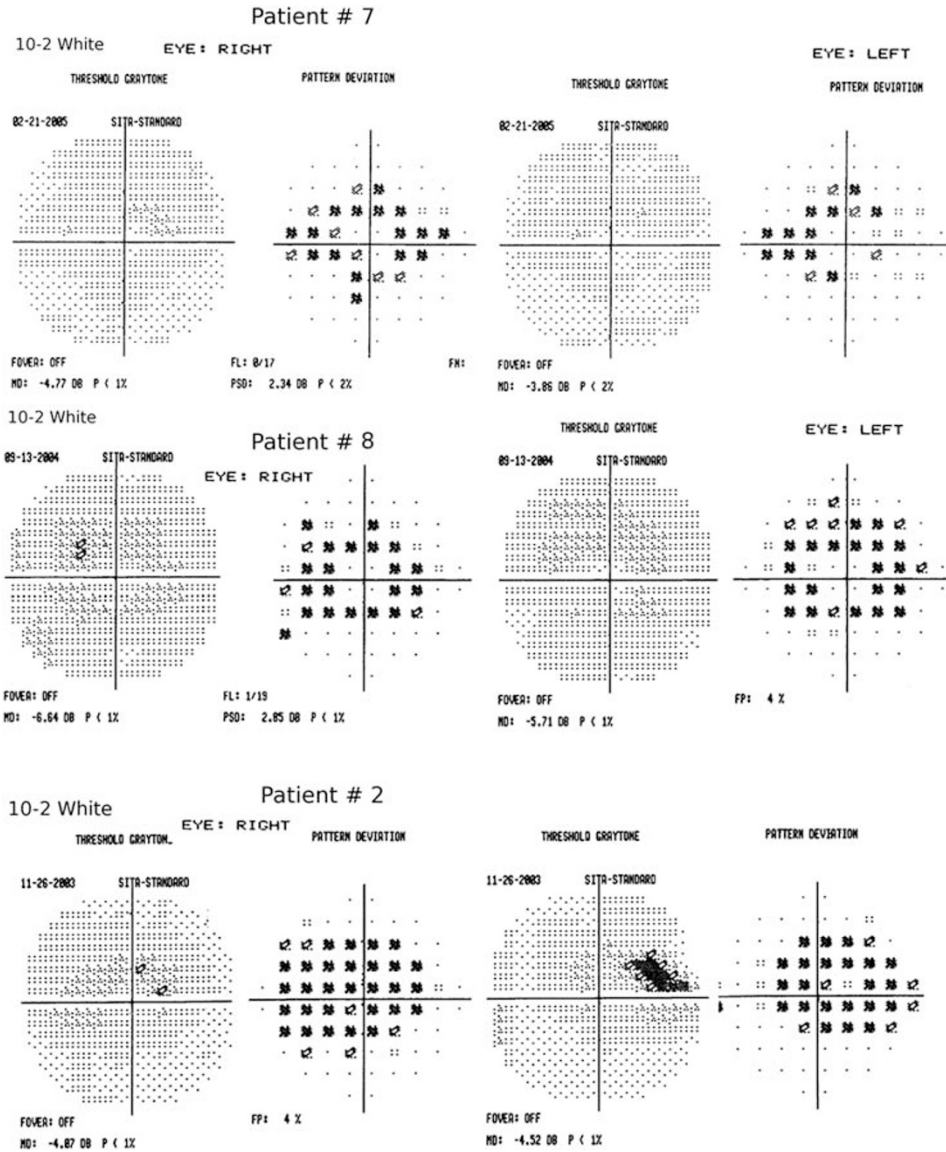 Patient # 7
10-2 White EYE: RIGHT EYE: LEFT
THRESHOLD GRAYTONE PATTERN DEVIATION THRESHOLD GRAYTONE PATTERN DEVIATION
02-21-2005 SITA-STANDARD 02-21-2005 SITA-STANDARD
FOVEA: OFF FL: 0/17 FN: FOVEA: OFF
MD: -4.77 DB P < 1% PSD: 2.34 DB P < 2% MD: -3.86 DB P < 2%
10-2 White
Patient # 8 THRESHOLD GRAYTONE EYE: LEFT
09-13-2004 SITA-STANDARD 09-13-2004 SITA-STANDARD
EYE: RIGHT
FOVEA: OFF FL: 1/19 FOVEA: OFF FP: 4 %
MD: -6.64 DB P < 1% PSD: 2.85 DB P < 1% MD: -5.71 DB P < 1%
Patient # 2
10-2 White EYE: RIGHT
THRESHOLD GRAYTON PATTERN DEVIATION THRESHOLD GRAYTONE PATTERN DEVIATION
11-26-2003 SITA-STANDARD 11-26-2003 SITA-STANDARD
FOVEA: OFF FP: 4 % FOVEA: OFF
MD: -4.07 DB P < 1% MD: -4.52 DB P < 1%